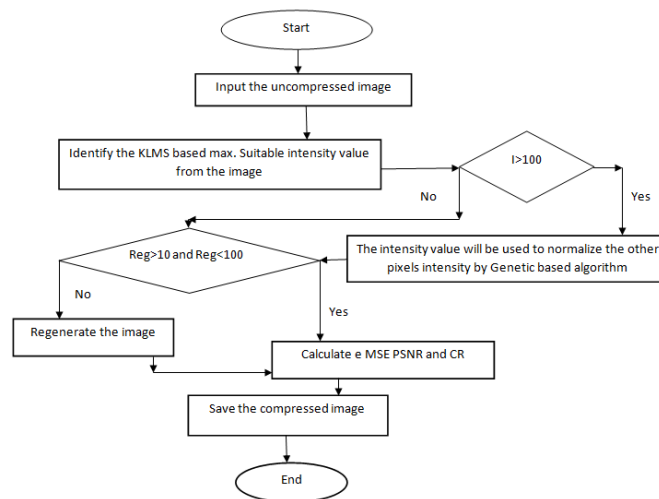 Start
Input the uncompressed image
Identify the KLMS based max. Suitable intensity value
from the image
I>100
No
Yes
Reg>10 and Reg<100
The intensity value will be used to normalize the other
pixels intensity by Genetic based algorithm
No
Yes
Regenerate the image
Calculate e MSE PSNR and CR
Save the compressed image
End